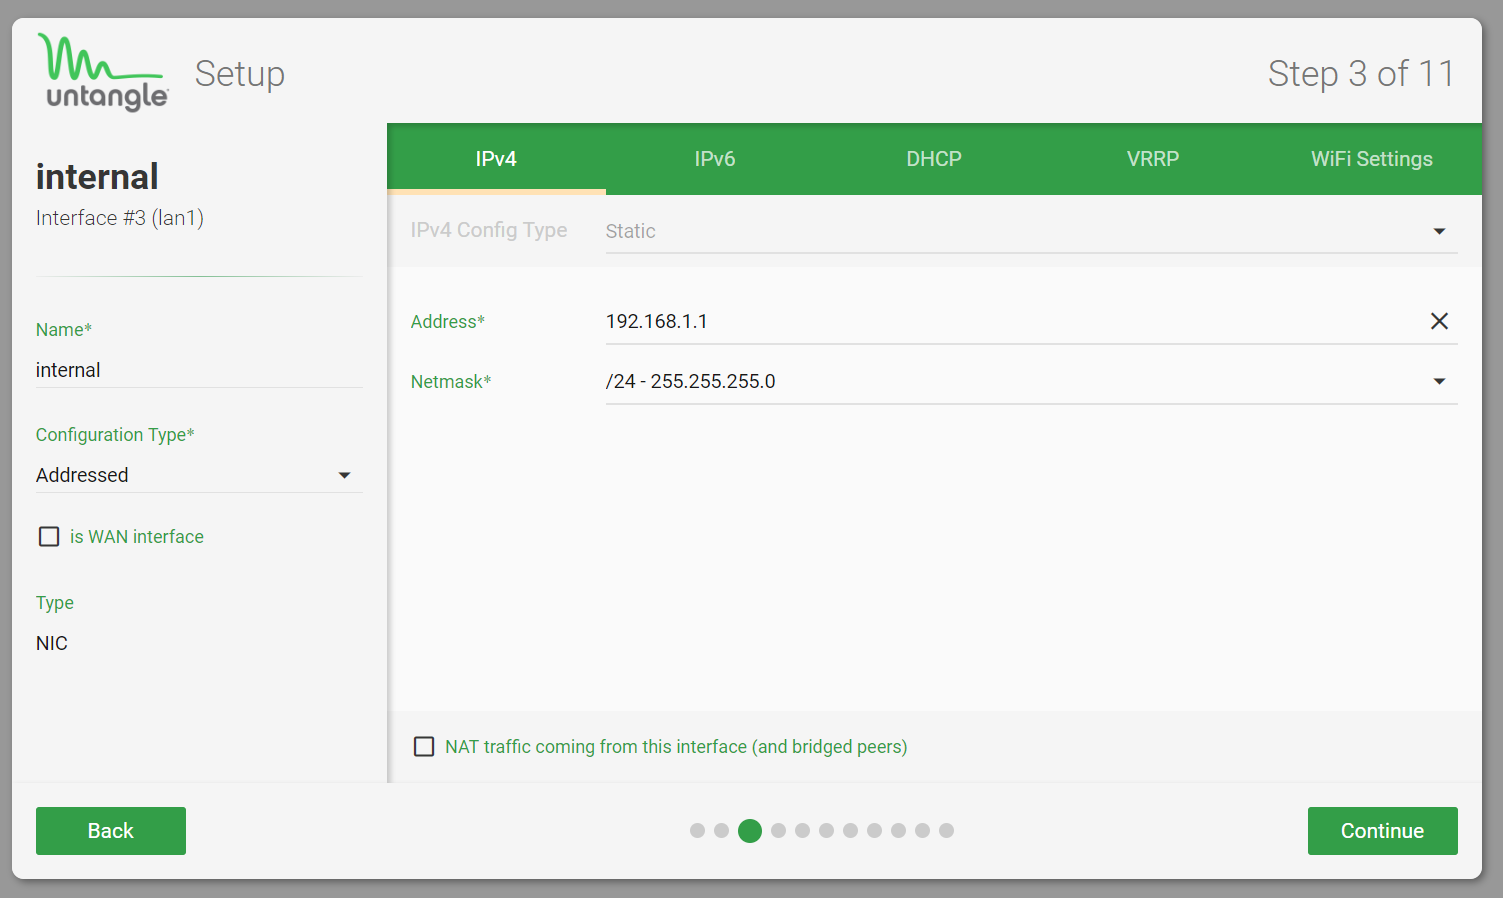 untangle
Setup
Step 3 of 11
internal
Interface #3 (lan1)
Name*
internal
Configuration Type*
Addressed
is WAN interface
Type
NIC
IPv4 IPv6 DHCP VRRP WiFi Settings
IPv4 Config Type Static
Address* 192.168.1.1
Netmask* /24 - 255.255.255.0
NAT traffic coming from this interface (and bridged peers)
Back
Continue